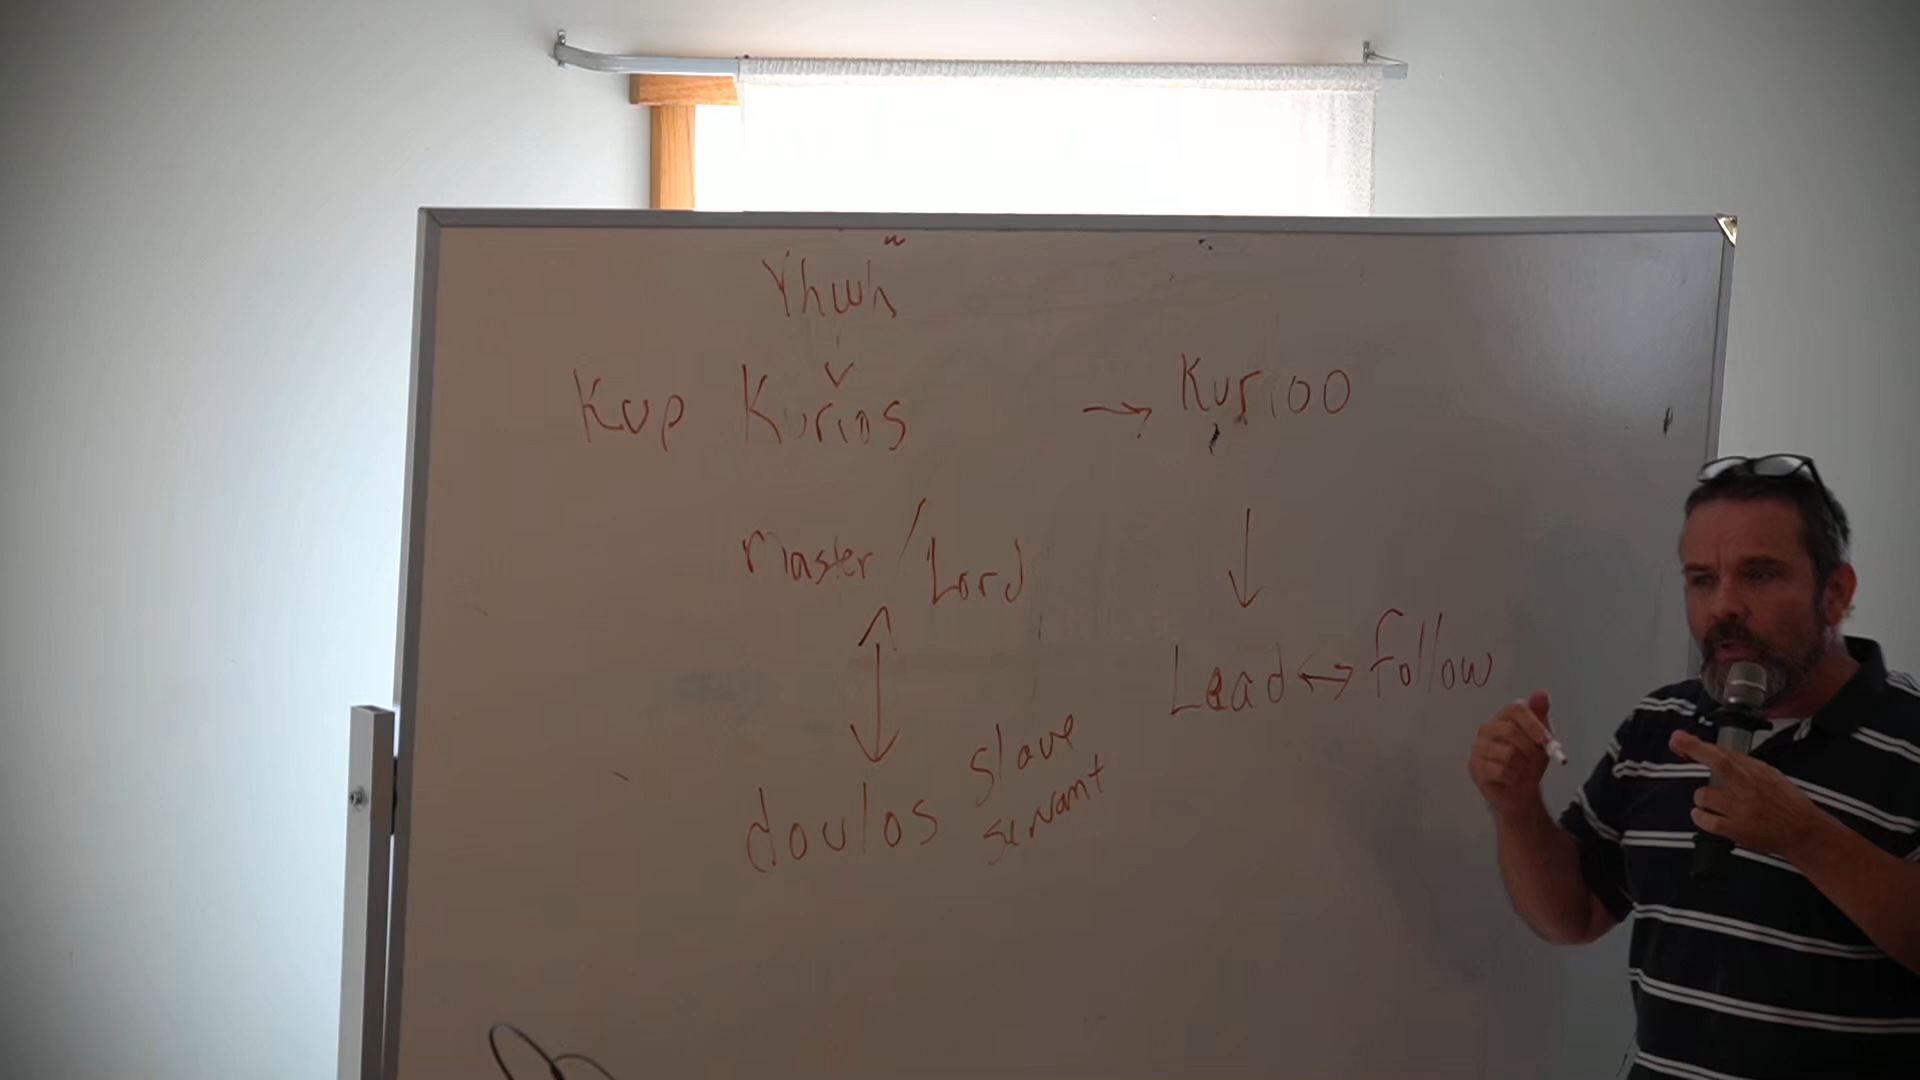 Yhwh
Kup Kurios → Kurioo
master / Lord
Lead ↔ follow
slave
doulos servant